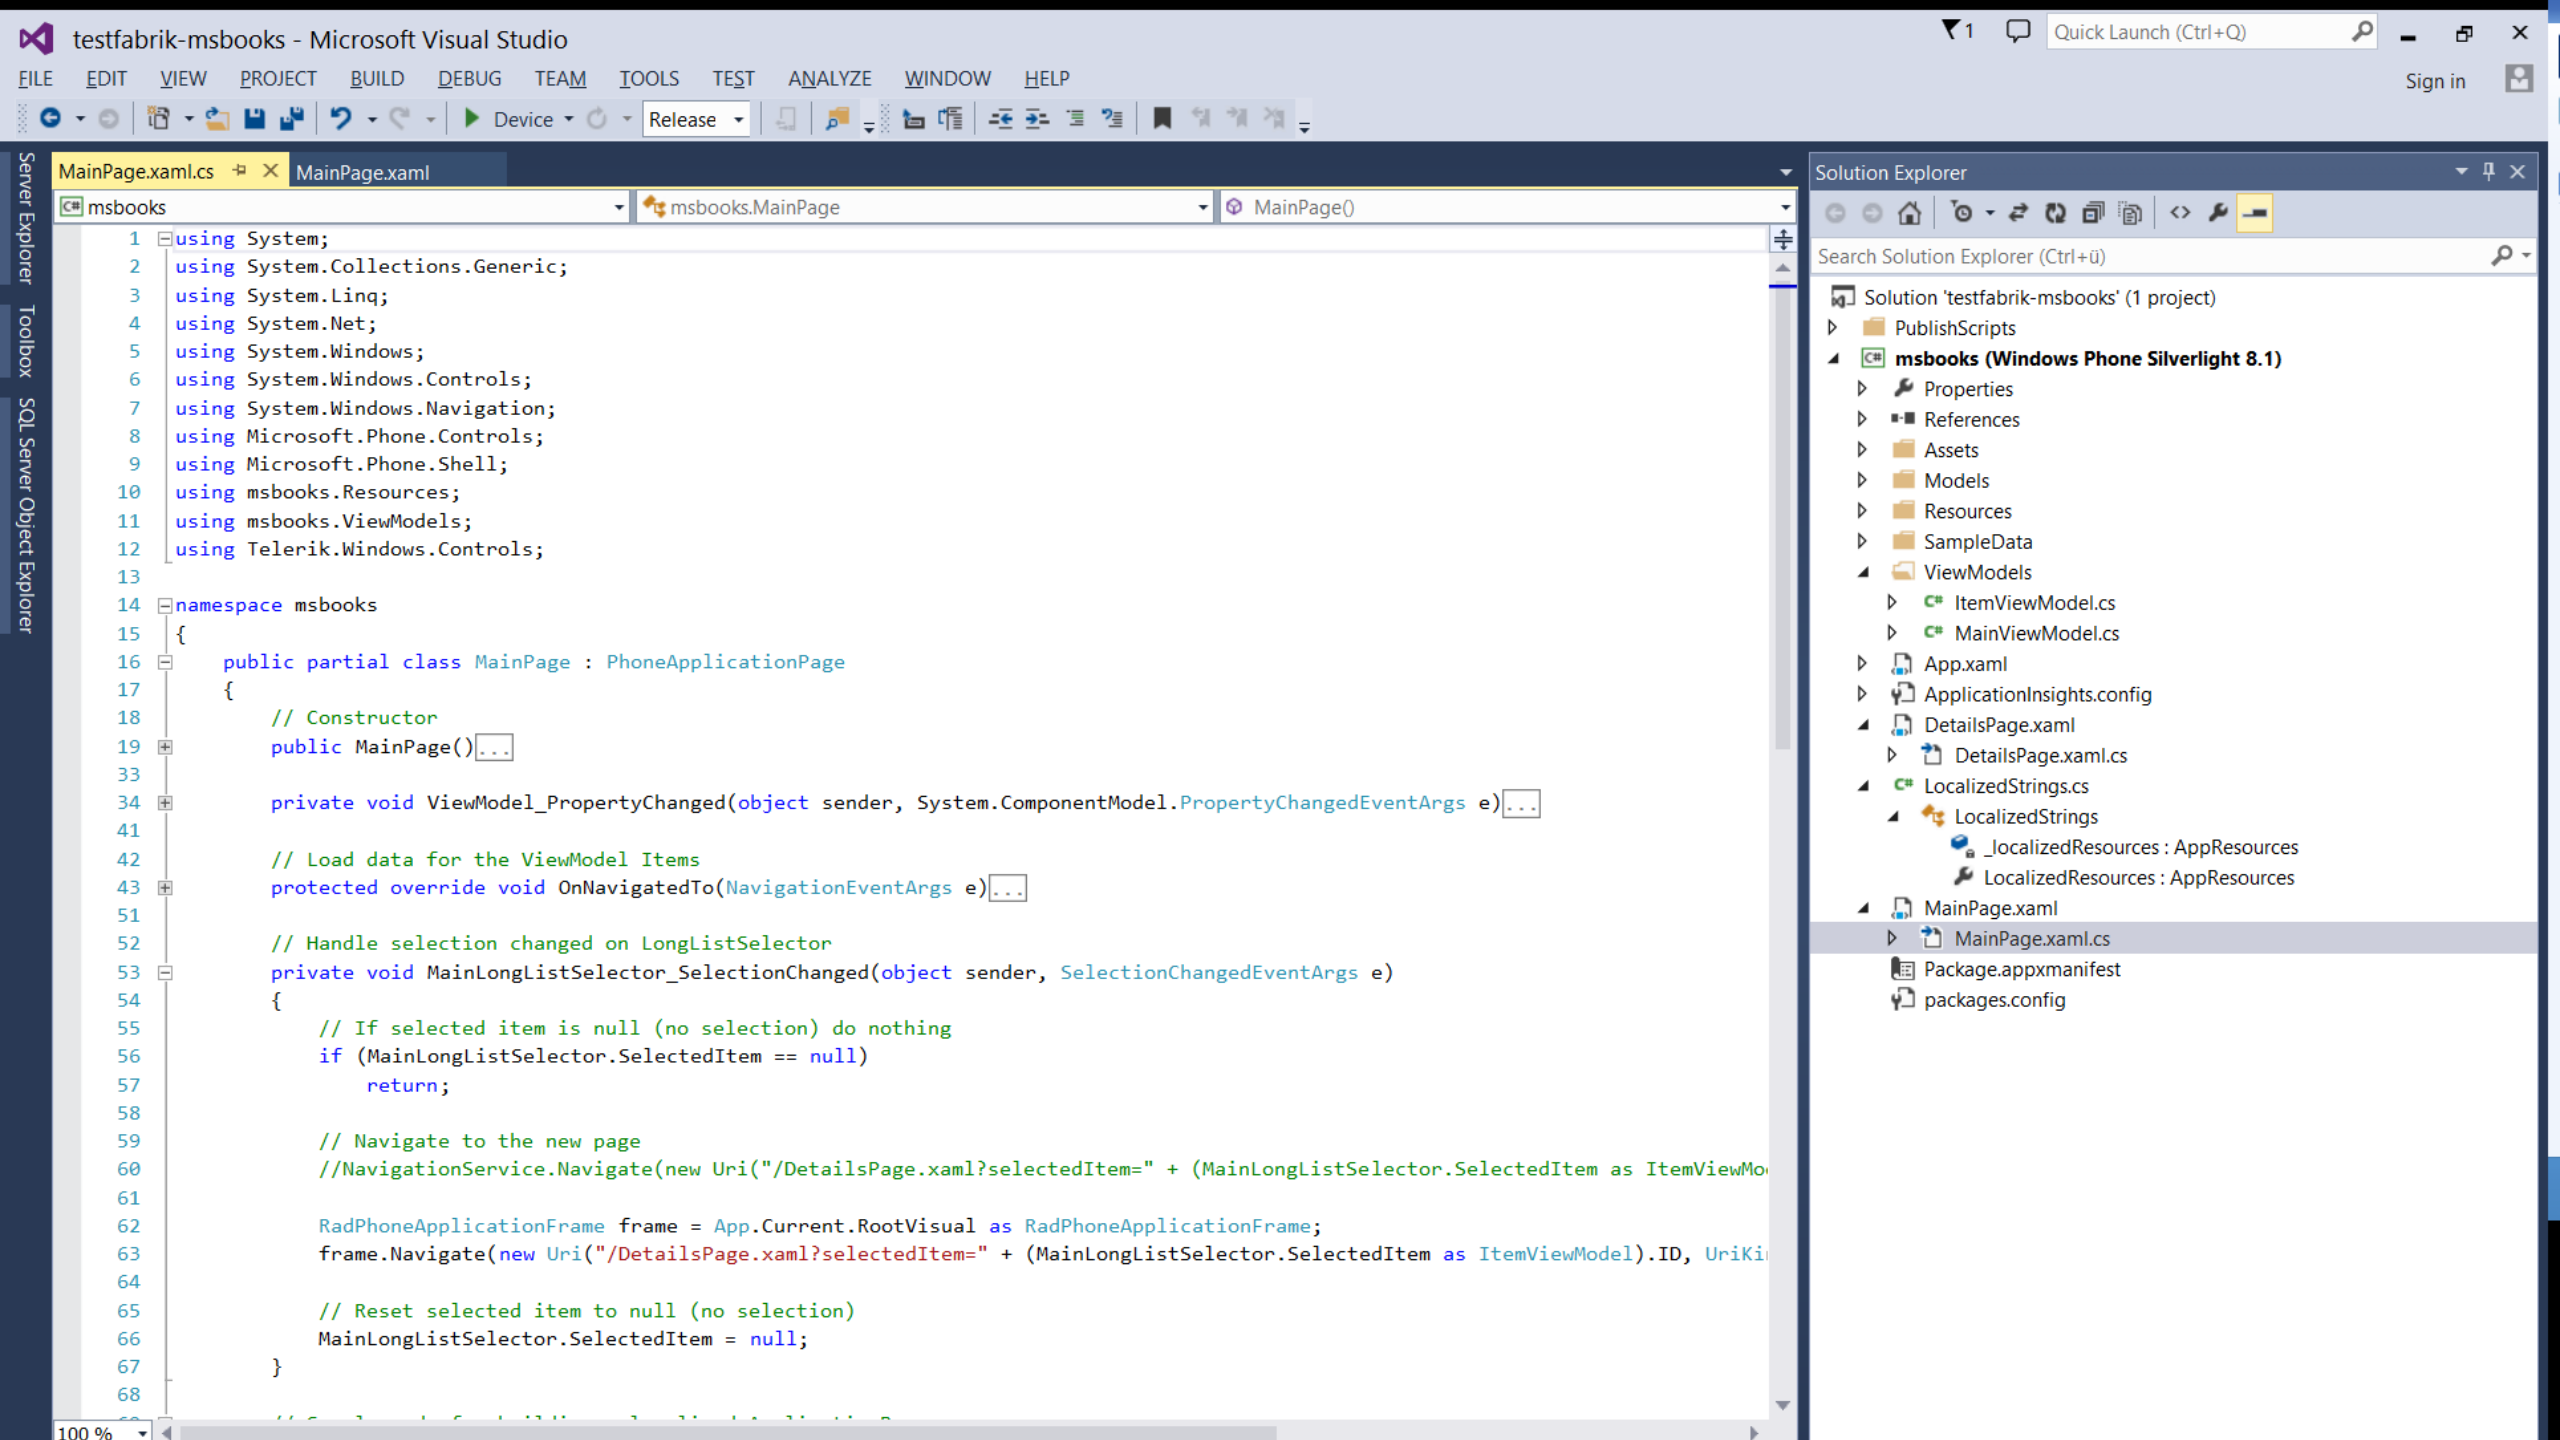 testfabrik-msbooks - Microsoft Visual Studio
1
Quick Launch (Ctrl+Q)
FILE EDIT VIEW PROJECT BUILD DEBUG TEAM TOOLS TEST ANALYZE WINDOW HELP
Sign in
Device Release
Server Explorer
Toolbox
SQL Server Object Explorer
MainPage.xaml.cs MainPage.xaml
C# msbooks msbooks.MainPage MainPage()
1 using System;
2 using System.Collections.Generic;
3 using System.Linq;
4 using System.Net;
5 using System.Windows;
6 using System.Windows.Controls;
7 using System.Windows.Navigation;
8 using Microsoft.Phone.Controls;
9 using Microsoft.Phone.Shell;
10 using msbooks.Resources;
11 using msbooks.ViewModels;
12 using Telerik.Windows.Controls;
13
14 namespace msbooks
15 {
16 public partial class MainPage : PhoneApplicationPage
17 {
18 // Constructor
19 public MainPage()...
33
34 private void ViewModel_PropertyChanged(object sender, System.ComponentModel.PropertyChangedEventArgs e)...
41
42 // Load data for the ViewModel Items
43 protected override void OnNavigatedTo(NavigationEventArgs e)...
51
52 // Handle selection changed on LongListSelector
53 private void MainLongListSelector_SelectionChanged(object sender, SelectionChangedEventArgs e)
54 {
55 // If selected item is null (no selection) do nothing
56 if (MainLongListSelector.SelectedItem == null)
57 return;
58
59 // Navigate to the new page
60 //NavigationService.Navigate(new Uri("/DetailsPage.xaml?selectedItem=" + (MainLongListSelector.SelectedItem as ItemViewMo
61
62 RadPhoneApplicationFrame frame = App.Current.RootVisual as RadPhoneApplicationFrame;
63 frame.Navigate(new Uri("/DetailsPage.xaml?selectedItem=" + (MainLongListSelector.SelectedItem as ItemViewModel).ID, UriKi
64
65 // Reset selected item to null (no selection)
66 MainLongListSelector.SelectedItem = null;
67 }
68
100 %
Solution Explorer
Search Solution Explorer (Ctrl+ü)
Solution 'testfabrik-msbooks' (1 project)
PublishScripts
C# msbooks (Windows Phone Silverlight 8.1)
Properties
References
Assets
Models
Resources
SampleData
ViewModels
C# ItemViewModel.cs
C# MainViewModel.cs
App.xaml
ApplicationInsights.config
DetailsPage.xaml
DetailsPage.xaml.cs
C# LocalizedStrings.cs
LocalizedStrings
_localizedResources : AppResources
LocalizedResources : AppResources
MainPage.xaml
MainPage.xaml.cs
Package.appxmanifest
packages.config